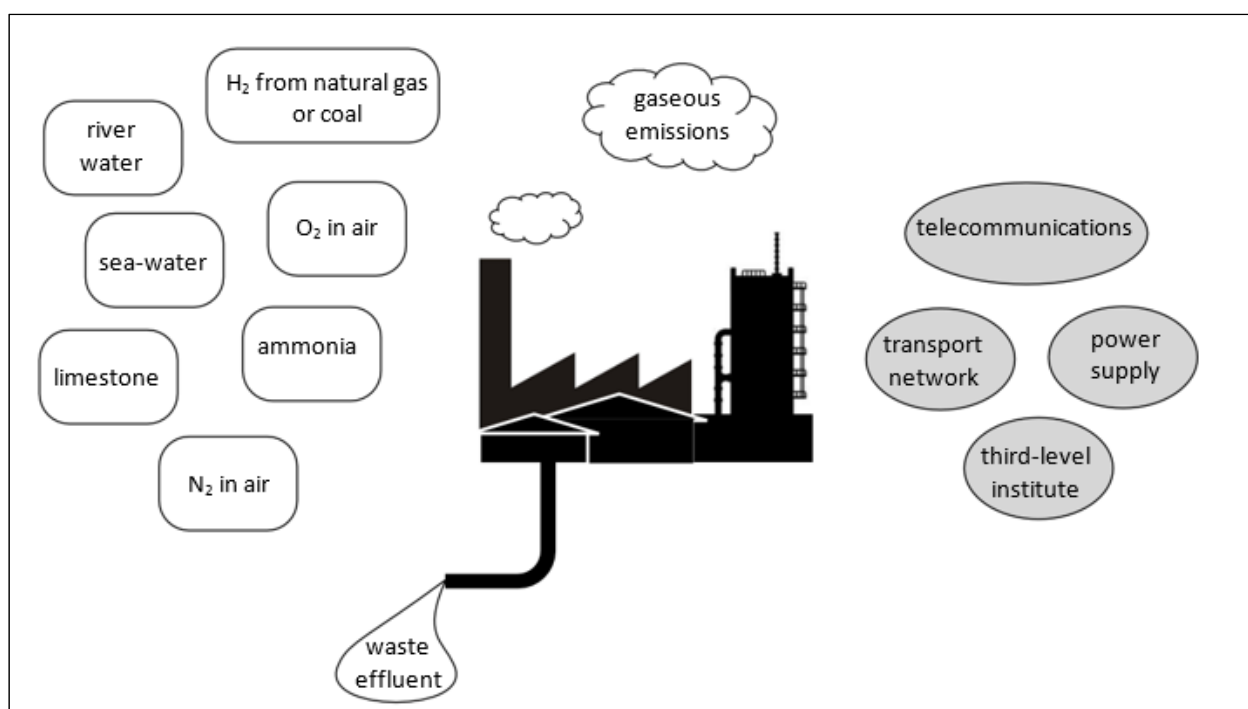 H₂ from natural gas
or coal
river
water
O₂ in air
sea-water
ammonia
limestone
N₂ in air
gaseous
emissions
waste
effluent
telecommunications
transport
network
power
supply
third-level
institute